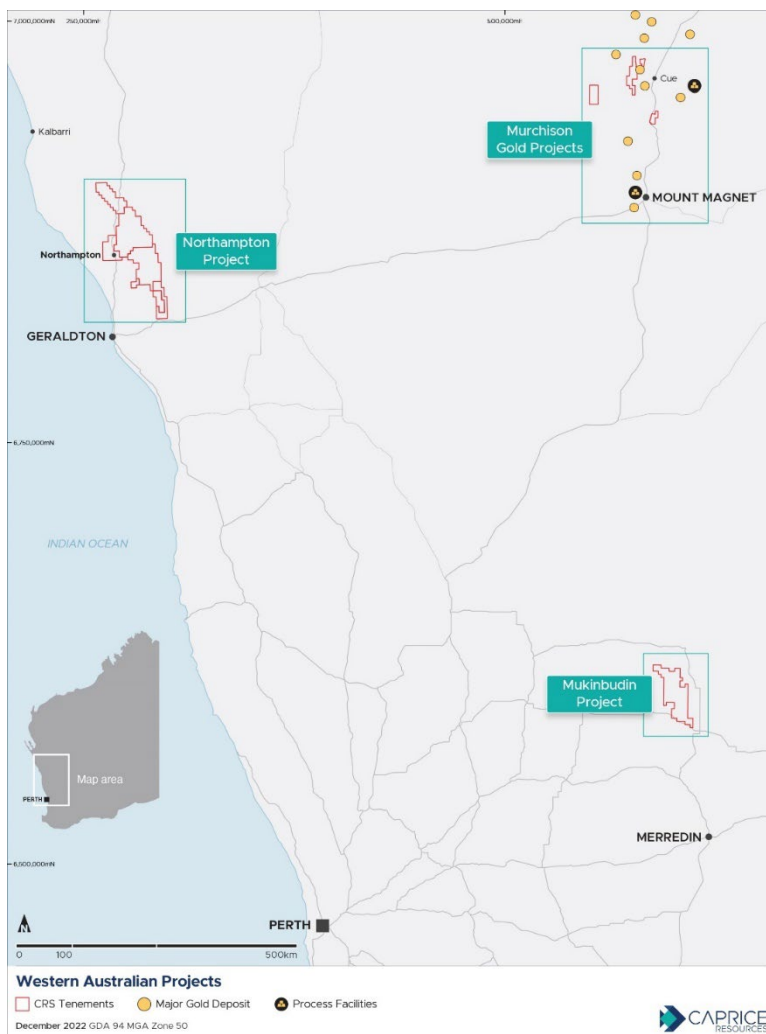 7,000,000mN
250,000mE
500,000mE
Cue
Kalbarri
Murchison
Gold Projects
MOUNT MAGNET
Northampton
Project
Northampton
GERALDTON
6,750,000mN
INDIAN OCEAN
Mukinbudin
Project
Map area
PERTH
MERREDIN
6,500,000mN
PERTH
N
0 100 500km
Western Australian Projects
CRS Tenements Major Gold Deposit Process Facilities
December 2022 GDA 94 MGA Zone 50
CAPRICE
RESOURCES